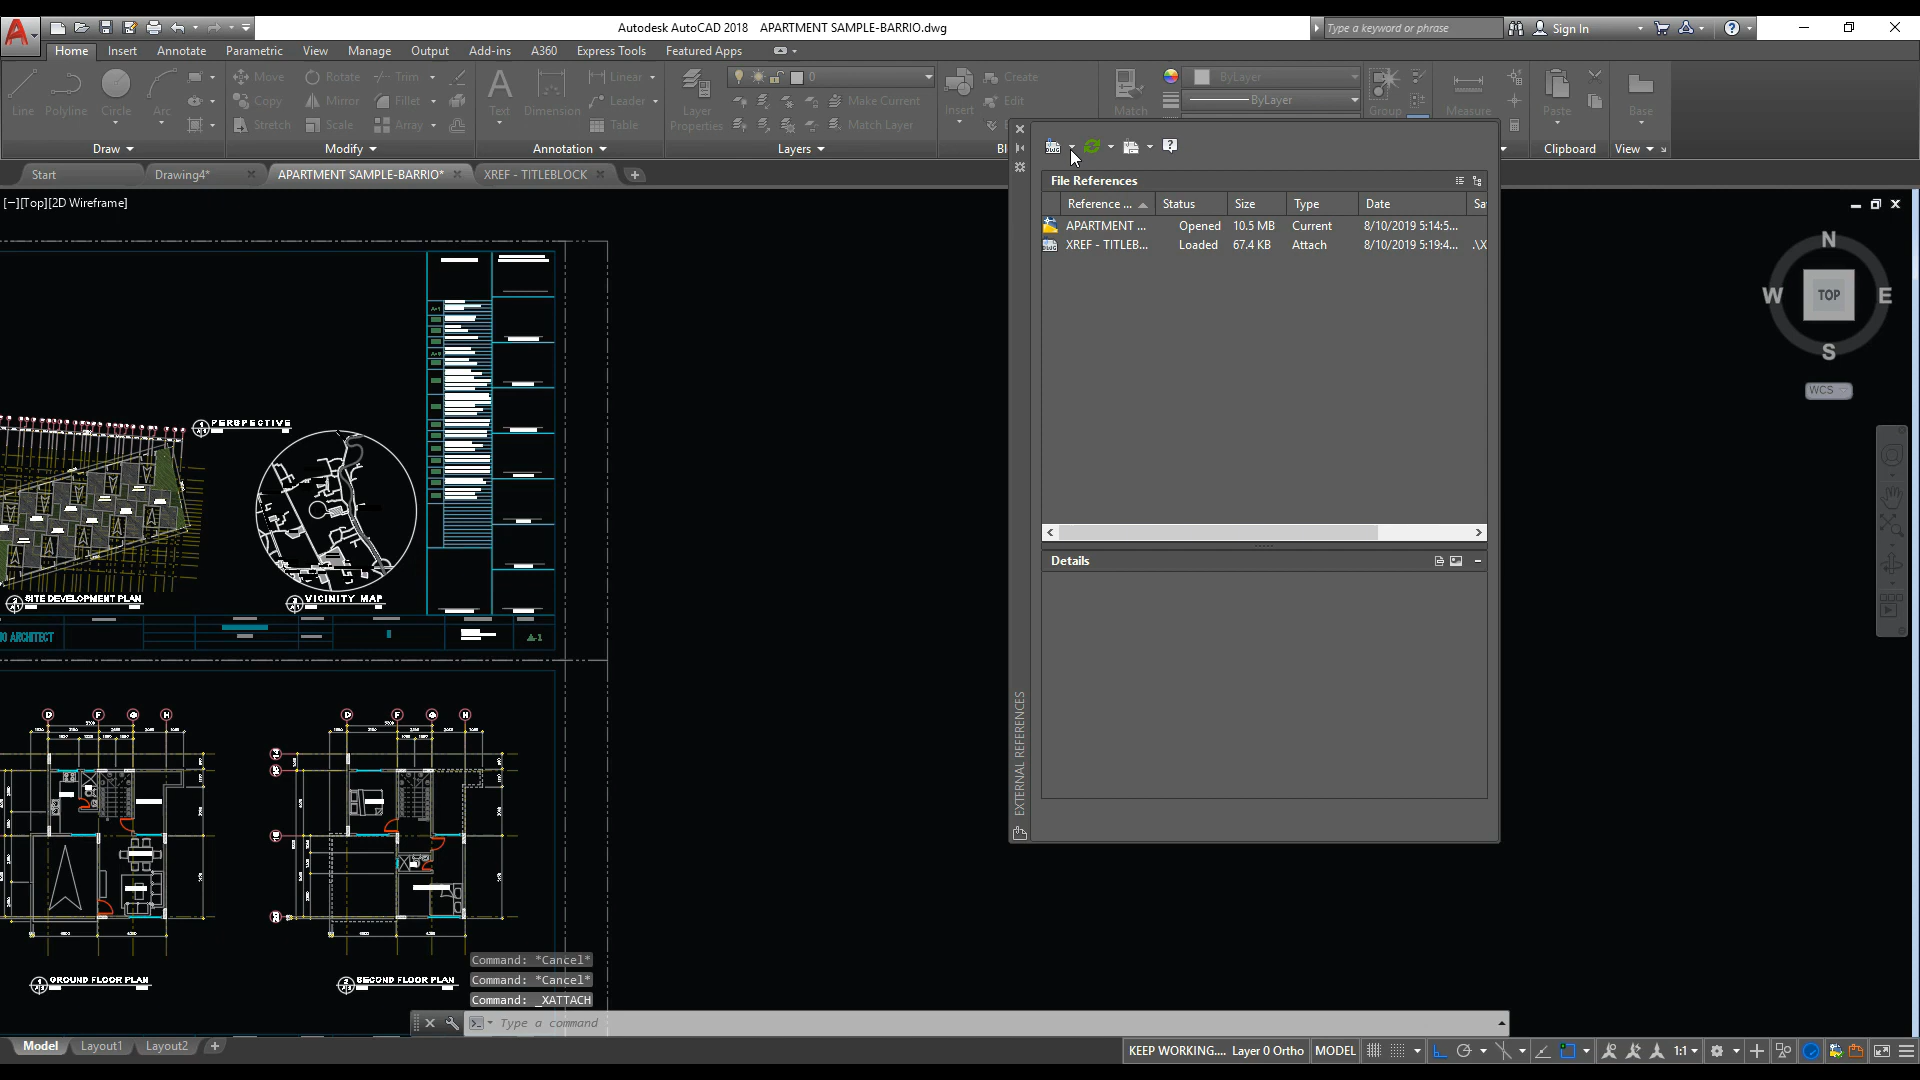 Autodesk AutoCAD 2018 APARTMENT SAMPLE-BARRIO.dwg
Type a keyword or phrase
Sign In
Home Insert Annotate Parametric View Manage Output Add-ins A360 Express Tools Featured Apps
Line Polyline Circle Arc
Move Rotate Trim
Copy Mirror Fillet
Stretch Scale Array
Text Dimension
Linear
Leader
Table
Layer Properties
0
Make Current
Match Layer
Insert
Create
Edit
Match
ByLayer
ByLayer
Group
Measure
Paste
Base
Draw Modify Annotation Layers Bl Clipboard View
Start Drawing4* APARTMENT SAMPLE-BARRIO* XREF - TITLEBLOCK
[−][Top][2D Wireframe]
File References
Reference ... Status Size Type Date Sa
APARTMENT ... Opened 10.5 MB Current 8/10/2019 5:14:5...
XREF - TITLEB... Loaded 67.4 KB Attach 8/10/2019 5:19:4... .\X
Details
EXTERNAL REFERENCES
N
W TOP E
S
WCS
PERSPECTIVE
SITE DEVELOPMENT PLAN
VICINITY MAP
ARCHITECT
A-1
D F H
D F H
GROUND FLOOR PLAN
SECOND FLOOR PLAN
Command: *Cancel*
Command: *Cancel*
Command: _XATTACH
Type a command
Model Layout1 Layout2
KEEP WORKING.... Layer 0 Ortho MODEL 1:1